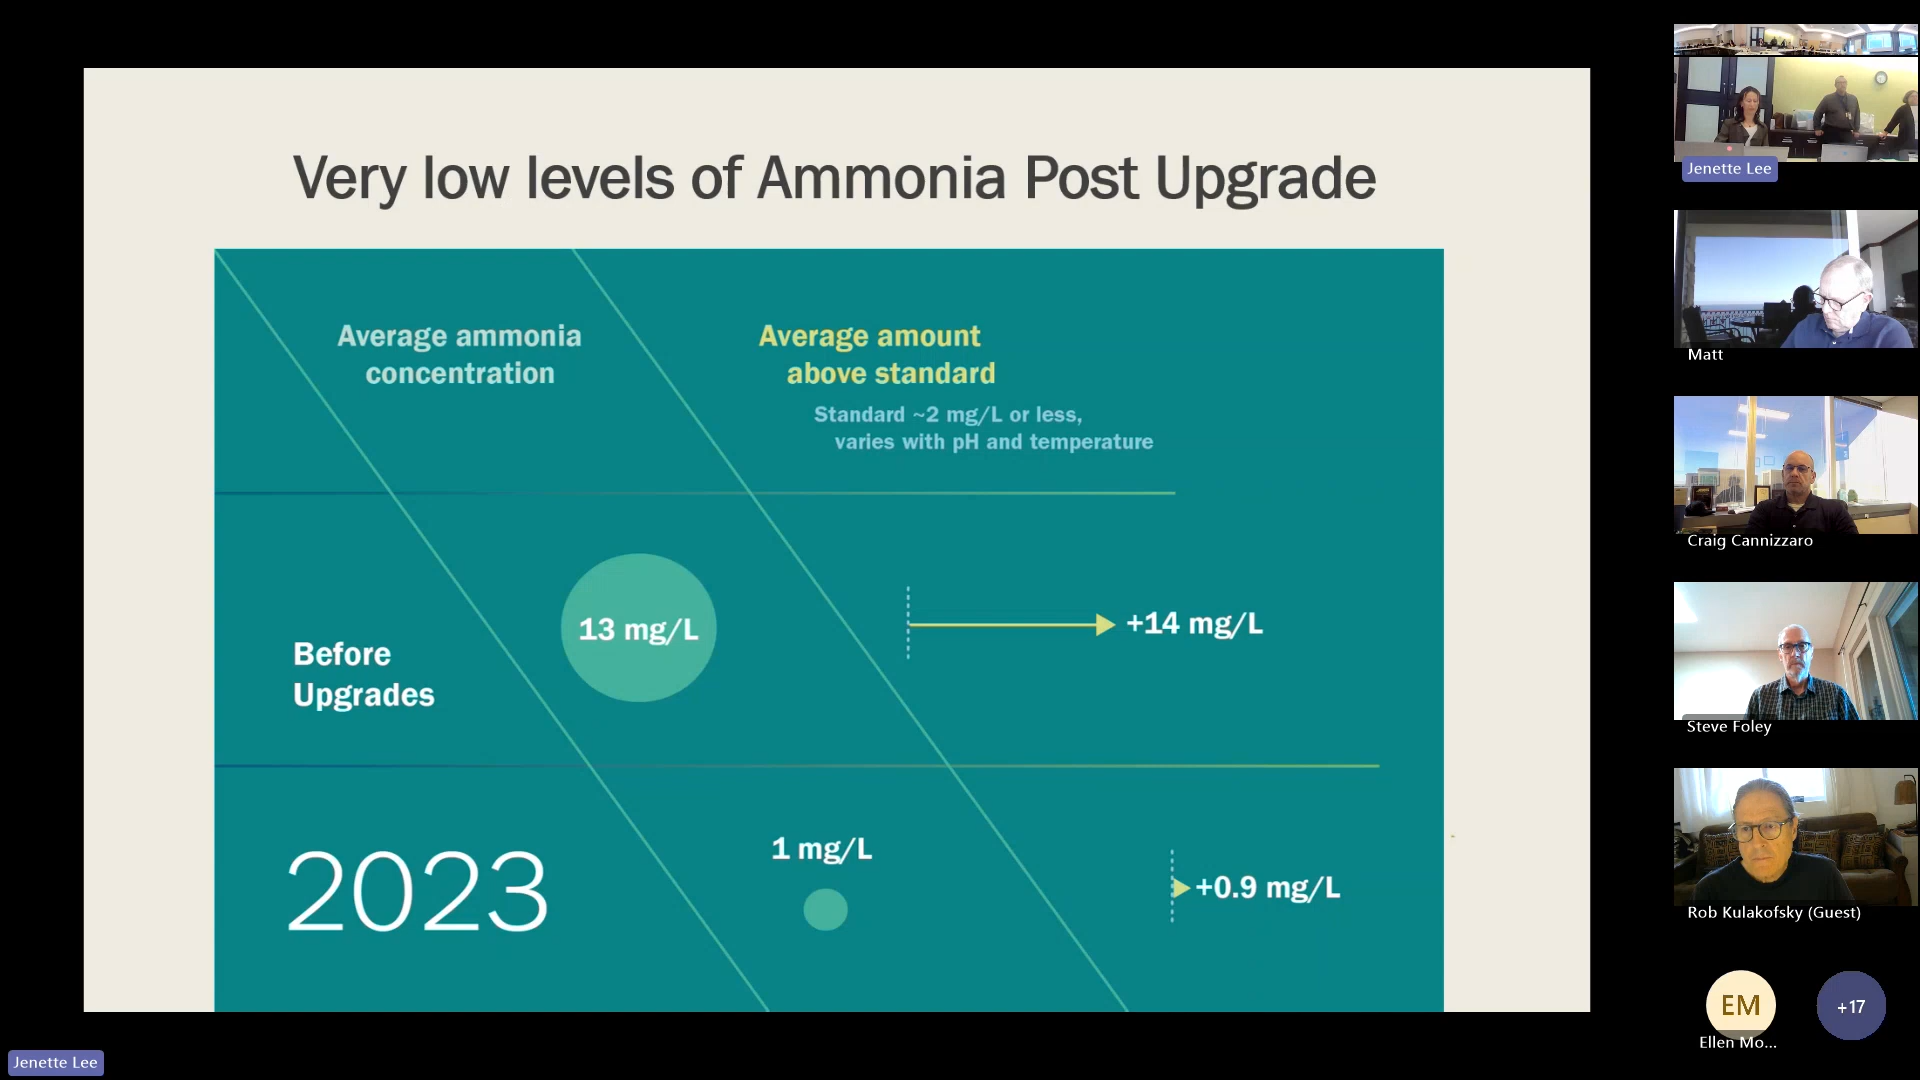 Very low levels of Ammonia Post Upgrade
Average ammonia
concentration
Average amount
above standard
Standard ~2 mg/L or less,
varies with pH and temperature
Before
Upgrades
13 mg/L
+14 mg/L
2023
1 mg/L
+0.9 mg/L
Jenette Lee
Matt
Craig Cannizzaro
Steve Foley
Rob Kulakofsky (Guest)
EM
Ellen Mo...
+17
Jenette Lee